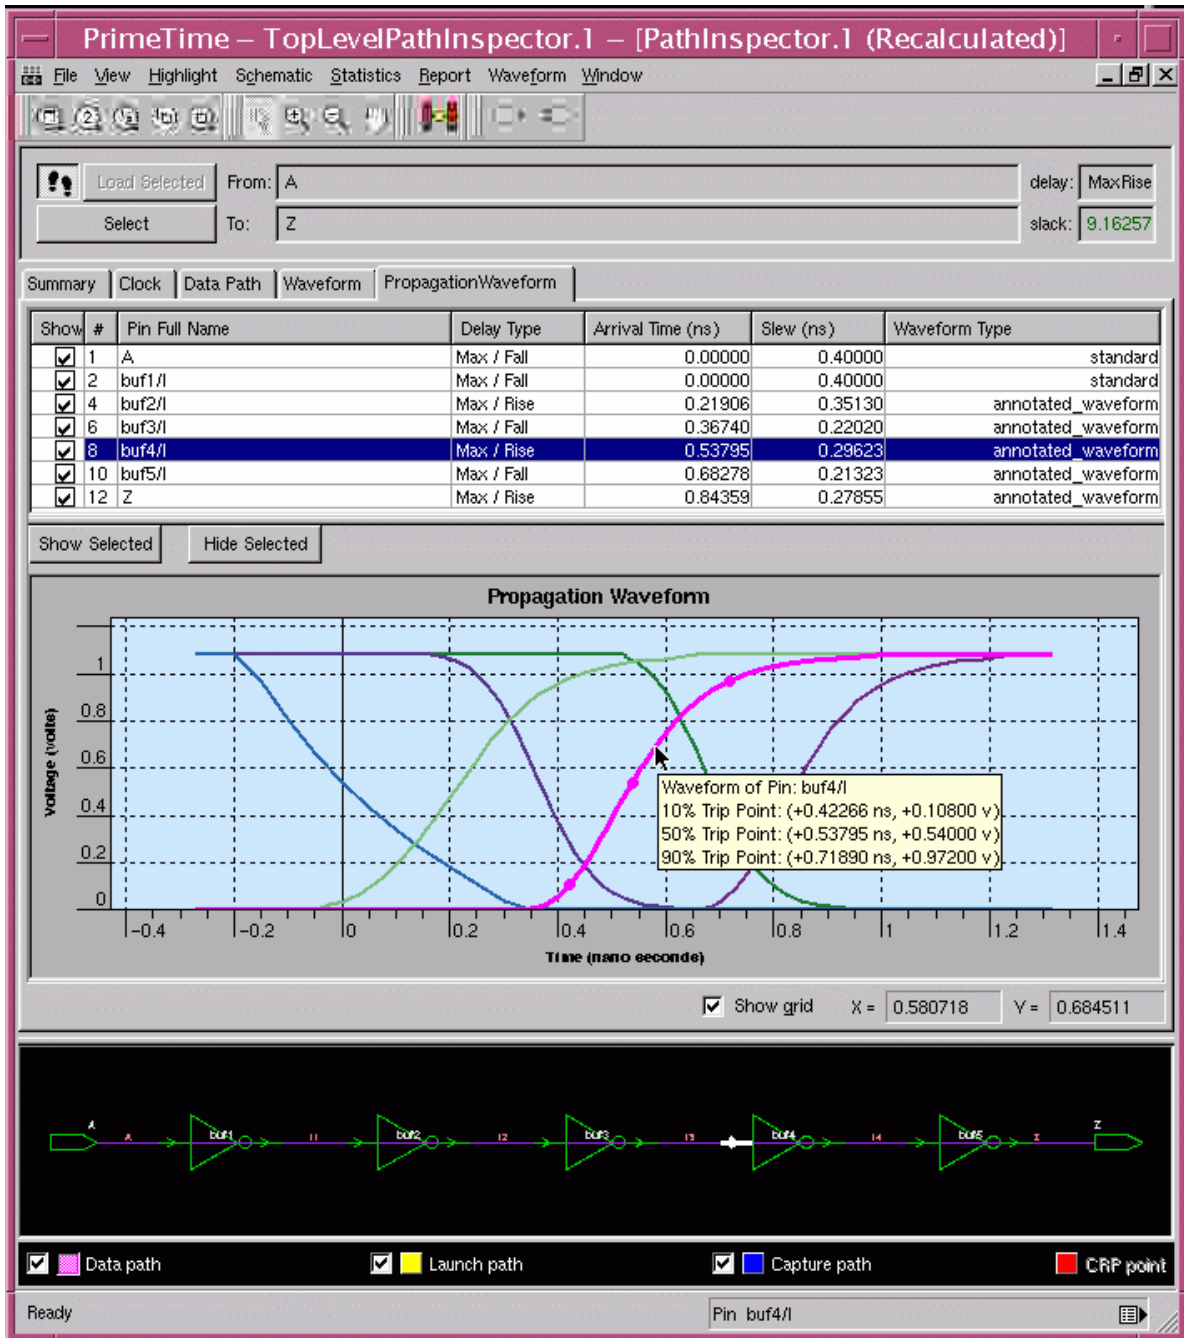 PrimeTime – TopLevelPathInspector.1 – [PathInspector.1 (Recalculated)]
File View Highlight Schematic Statistics Report Waveform Window
Load Selected From: A delay: MaxRise
Select To: Z slack: 9.16257
Summary Clock Data Path Waveform PropagationWaveform
Show # Pin Full Name Delay Type Arrival Time (ns) Slew (ns) Waveform Type
1 A Max / Fall 0.00000 0.40000 standard
2 buf1/I Max / Fall 0.00000 0.40000 standard
4 buf2/I Max / Rise 0.21906 0.35130 annotated_waveform
6 buf3/I Max / Fall 0.36740 0.22020 annotated_waveform
8 buf4/I Max / Rise 0.53795 0.29623 annotated_waveform
10 buf5/I Max / Fall 0.68278 0.21323 annotated_waveform
12 Z Max / Rise 0.84359 0.27855 annotated_waveform
Show Selected Hide Selected
Propagation Waveform
Voltage (volts)
1
0.8
0.6
0.4
0.2
0
Waveform of Pin: buf4/I
10% Trip Point: (+0.42266 ns, +0.10800 v)
50% Trip Point: (+0.53795 ns, +0.54000 v)
90% Trip Point: (+0.71890 ns, +0.97200 v)
-0.4 -0.2 0 0.2 0.4 0.6 0.8 1 1.2 1.4
Time (nano seconds)
Show grid X = 0.580718 Y = 0.684511
A Z
A buf1 I1 buf2 I2 buf3 I3 buf4 I4 buf5 Z
Data path Launch path Capture path CRP point
Ready Pin buf4/I